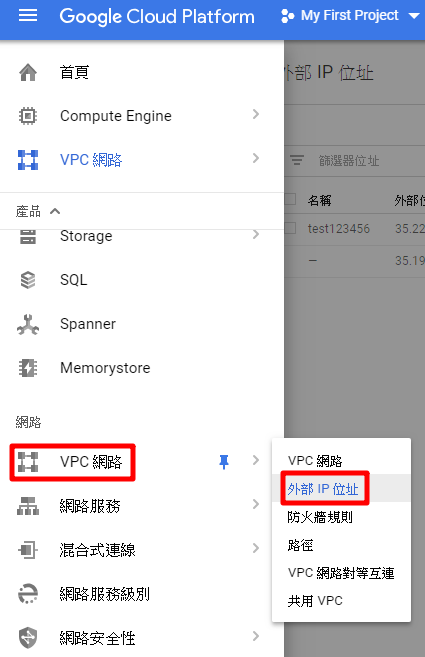 Google Cloud Platform
My First Project
首頁
Compute Engine
VPC 網路
產品
Storage
SQL
Spanner
Memorystore
網路
VPC 網路
網路服務
混合式連線
網路服務級別
網路安全性
外部 IP 位址
篩選器位址
名稱
外部位
test123456
35.22
—
35.19
VPC 網路
外部 IP 位址
防火牆規則
路徑
VPC 網路對等互連
共用 VPC